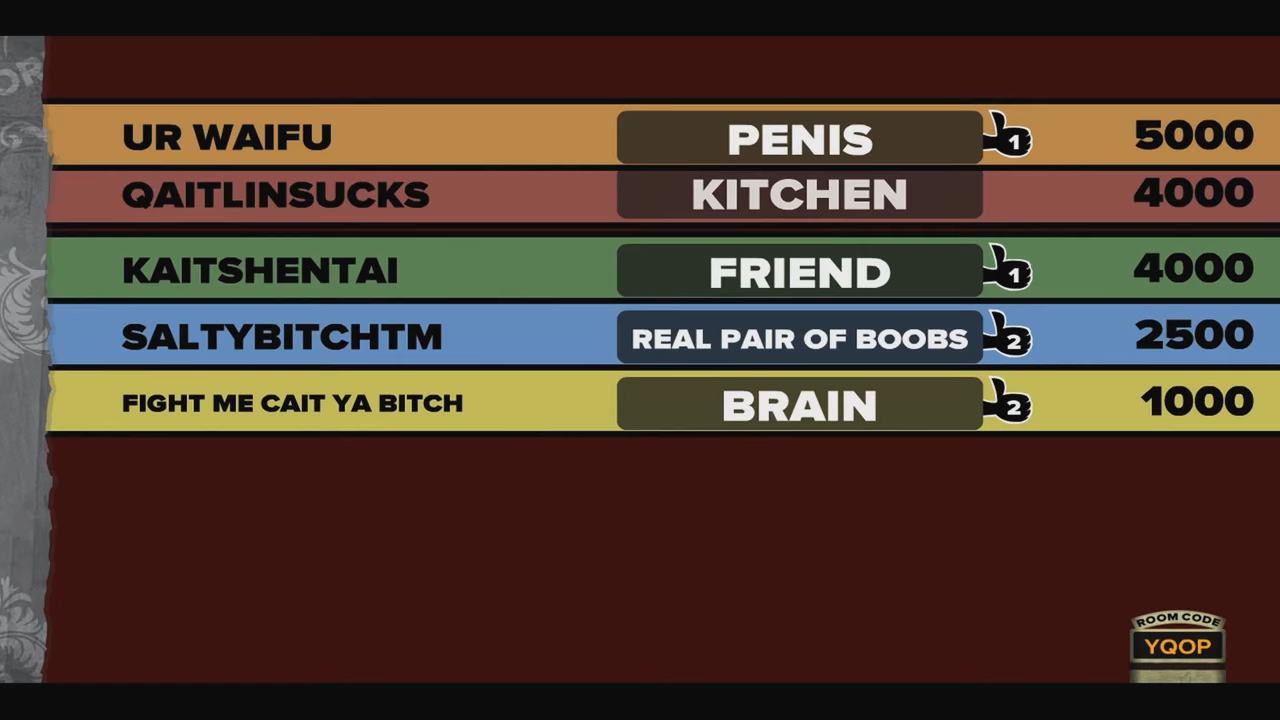 UR WAIFU PENIS 1 5000
QAITLINSUCKS KITCHEN 4000
KAITSHENTAI FRIEND 1 4000
SALTYBITCHTM REAL PAIR OF BOOBS 2 2500
FIGHT ME CAIT YA BITCH BRAIN 2 1000
ROOM CODE
YQOP